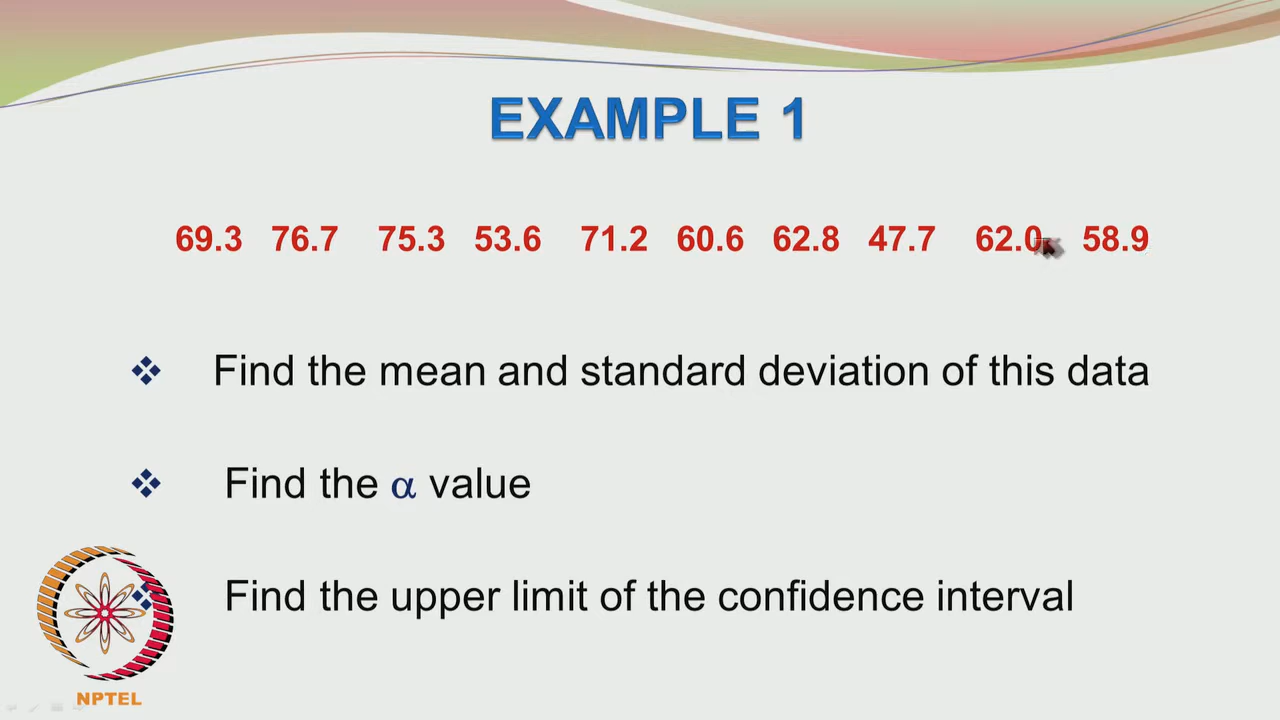 EXAMPLE 1
69.3 76.7 75.3 53.6 71.2 60.6 62.8 47.7 62.0 58.9
Find the mean and standard deviation of this data
Find the α value
Find the upper limit of the confidence interval
NPTEL